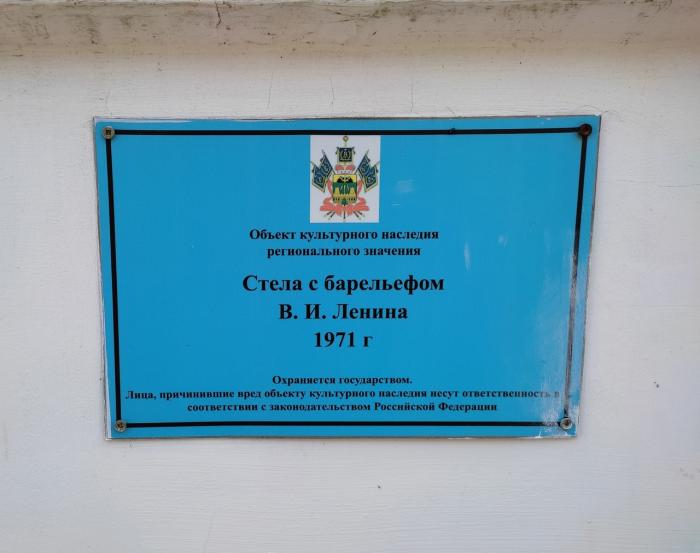 Объект культурного наследия
регионального значения
Стела с барельефом
В. И. Ленина
1971 г
Охраняется государством.
Лица, причинившие вред объекту культурного наследия несут ответственность в
соответствии с законодательством Российской Федерации